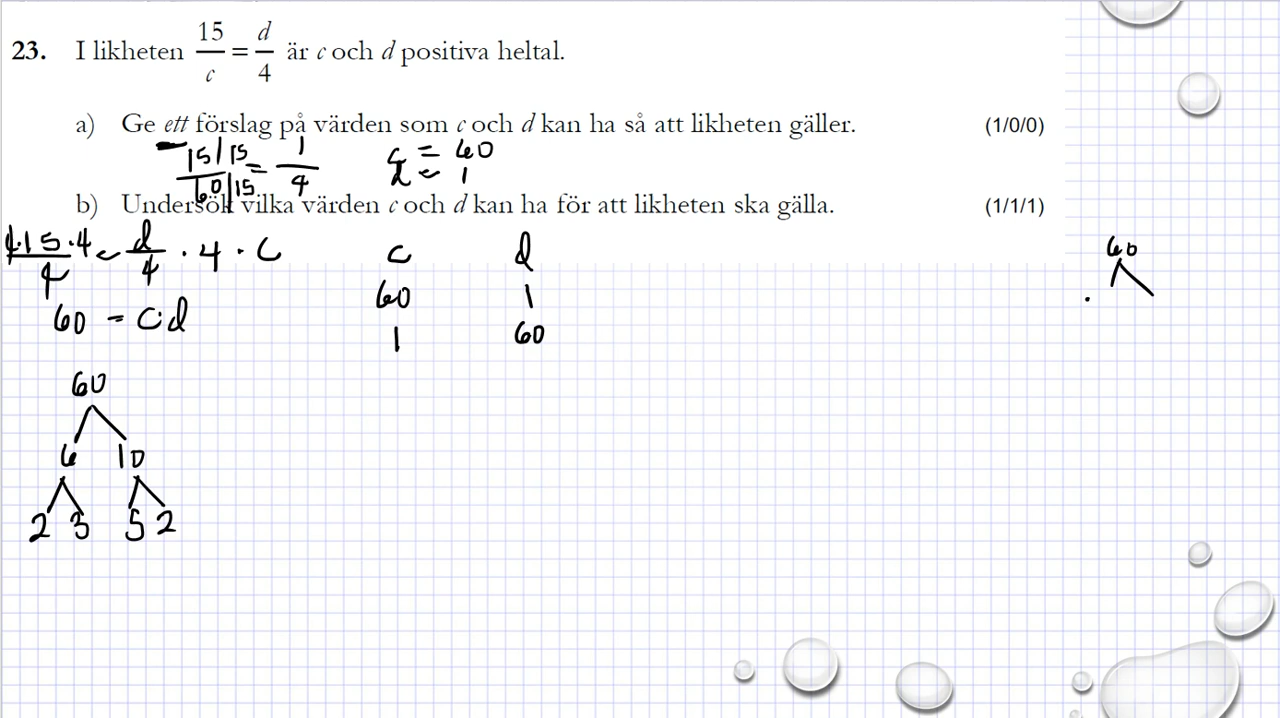 23. I likheten 15/c = d/4 är c och d positiva heltal.
a) Ge ett förslag på värden som c och d kan ha så att likheten gäller. (1/0/0)
15/15 / 60/15 = 1/4 c = 60
d = 1
b) Undersök vilka värden c och d kan ha för att likheten ska gälla. (1/1/1)
15·4 / = d/4 · 4 · c
60 = c·d
c d
60 1
1 60
60
6 10
2 3 5 2
60